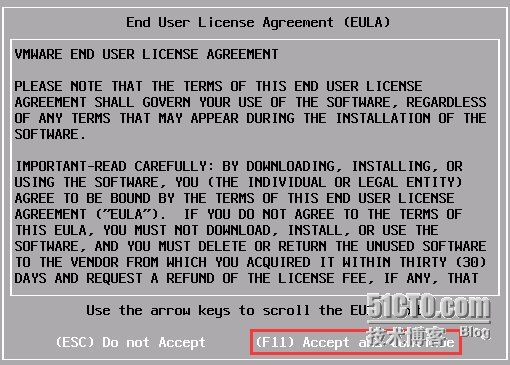 End User License Agreement (EULA)
VMWARE END USER LICENSE AGREEMENT
PLEASE NOTE THAT THE TERMS OF THIS END USER LICENSE
AGREEMENT SHALL GOVERN YOUR USE OF THE SOFTWARE, REGARDLESS
OF ANY TERMS THAT MAY APPEAR DURING THE INSTALLATION OF THE
SOFTWARE.
IMPORTANT-READ CAREFULLY: BY DOWNLOADING, INSTALLING, OR
USING THE SOFTWARE, YOU (THE INDIVIDUAL OR LEGAL ENTITY)
AGREE TO BE BOUND BY THE TERMS OF THIS END USER LICENSE
AGREEMENT ("EULA"). IF YOU DO NOT AGREE TO THE TERMS OF
THIS EULA, YOU MUST NOT DOWNLOAD, INSTALL, OR USE THE
SOFTWARE, AND YOU MUST DELETE OR RETURN THE UNUSED SOFTWARE
TO THE VENDOR FROM WHICH YOU ACQUIRED IT WITHIN THIRTY (30)
DAYS AND REQUEST A REFUND OF THE LICENSE FEE, IF ANY, THAT
Use the arrow keys to scroll the EULA
51CTO.com
技术博客 Blog
(ESC) Do not Accept (F11) Accept and Continue